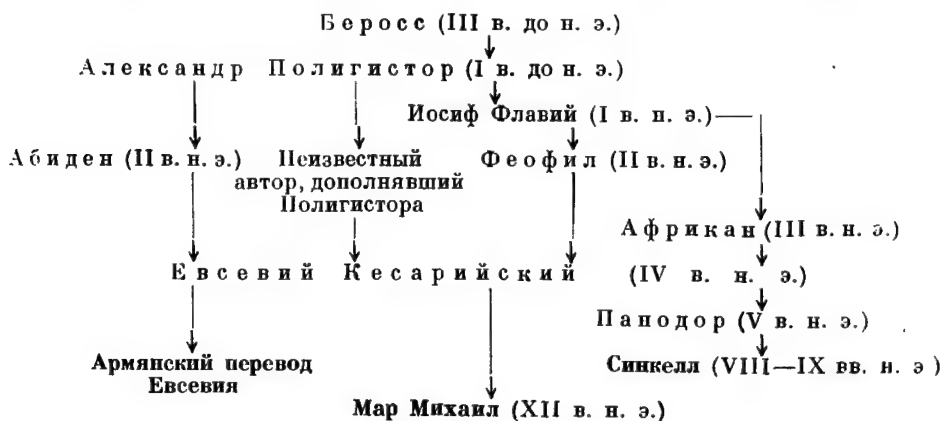 Беросс (III в. до н. э.)
Александр Полигистор (I в. до н. э.)
Иосиф Флавий (I в. н. э.)
Абиден (II в. н. э.) Неизвестный Феофил (II в. н. э.)
автор, дополнявший
Полигистора
Африкан (III в. н. э.)
Евсевий Кесарийский (IV в. н. э.)
Панодор (V в. н. э.)
Армянский перевод Синкелл (VIII—IX вв. н. э)
Евсевия
Мар Михаил (XII в. н. э.)